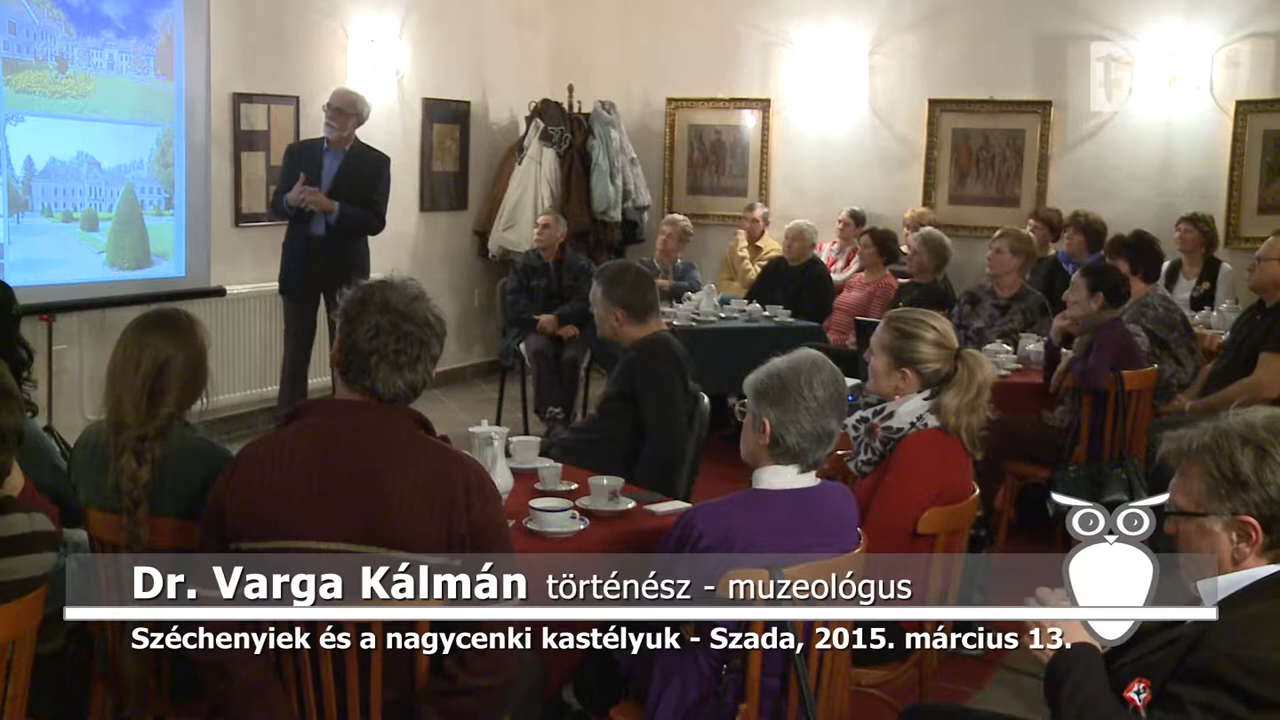 Dr. Varga Kálmán történész - muzeológus
Széchenyiek és a nagycenki kastélyuk - Szada, 2015. március 13.